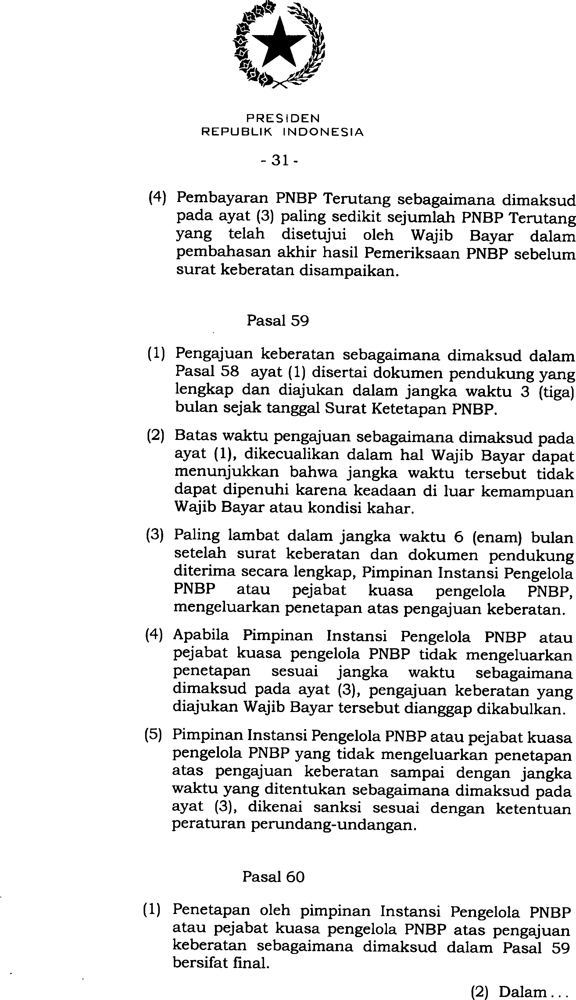 PRESIDEN
REPUBLIK INDONESIA
- 31 -
(4) Pembayaran PNBP Terutang sebagaimana dimaksud
pada ayat (3) paling sedikit sejumlah PNBP Terutang
yang telah disetujui oleh Wajib Bayar dalam
pembahasan akhir hasil Pemeriksaan PNBP sebelum
surat keberatan disampaikan.
Pasal 59
(1) Pengajuan keberatan sebagaimana dimaksud dalam
Pasal 58 ayat (1) disertai dokumen pendukung yang
lengkap dan diajukan dalam jangka waktu 3 (tiga)
bulan sejak tanggal Surat Ketetapan PNBP.
(2) Batas waktu pengajuan sebagaimana dimaksud pada
ayat (1), dikecualikan dalam hal Wajib Bayar dapat
menunjukkan bahwa jangka waktu tersebut tidak
dapat dipenuhi karena keadaan di luar kemampuan
Wajib Bayar atau kondisi kahar.
(3) Paling lambat dalam jangka waktu 6 (enam) bulan
setelah surat keberatan dan dokumen pendukung
diterima secara lengkap, Pimpinan Instansi Pengelola
PNBP atau pejabat kuasa pengelola PNBP,
mengeluarkan penetapan atas pengajuan keberatan.
(4) Apabila Pimpinan Instansi Pengelola PNBP atau
pejabat kuasa pengelola PNBP tidak mengeluarkan
penetapan sesuai jangka waktu sebagaimana
dimaksud pada ayat (3), pengajuan keberatan yang
diajukan Wajib Bayar tersebut dianggap dikabulkan.
(5) Pimpinan Instansi Pengelola PNBP atau pejabat kuasa
pengelola PNBP yang tidak mengeluarkan penetapan
atas pengajuan keberatan sampai dengan jangka
waktu yang ditentukan sebagaimana dimaksud pada
ayat (3), dikenai sanksi sesuai dengan ketentuan
peraturan perundang-undangan.
Pasal 60
(1) Penetapan oleh pimpinan Instansi Pengelola PNBP
atau pejabat kuasa pengelola PNBP atas pengajuan
keberatan sebagaimana dimaksud dalam Pasal 59
bersifat final.
(2) Dalam . . .